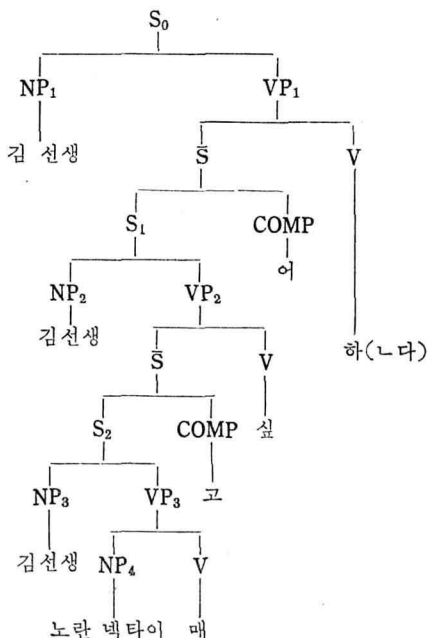 S₀
NP₁ VP₁
김 선생 S̄ V
S₁ COMP
어
NP₂ VP₂
김선생 하(ㄴ다)
S̄ V
S₂ COMP 싶
NP₃ VP₃ 고
김선생 NP₄ V
노란 넥타이 매